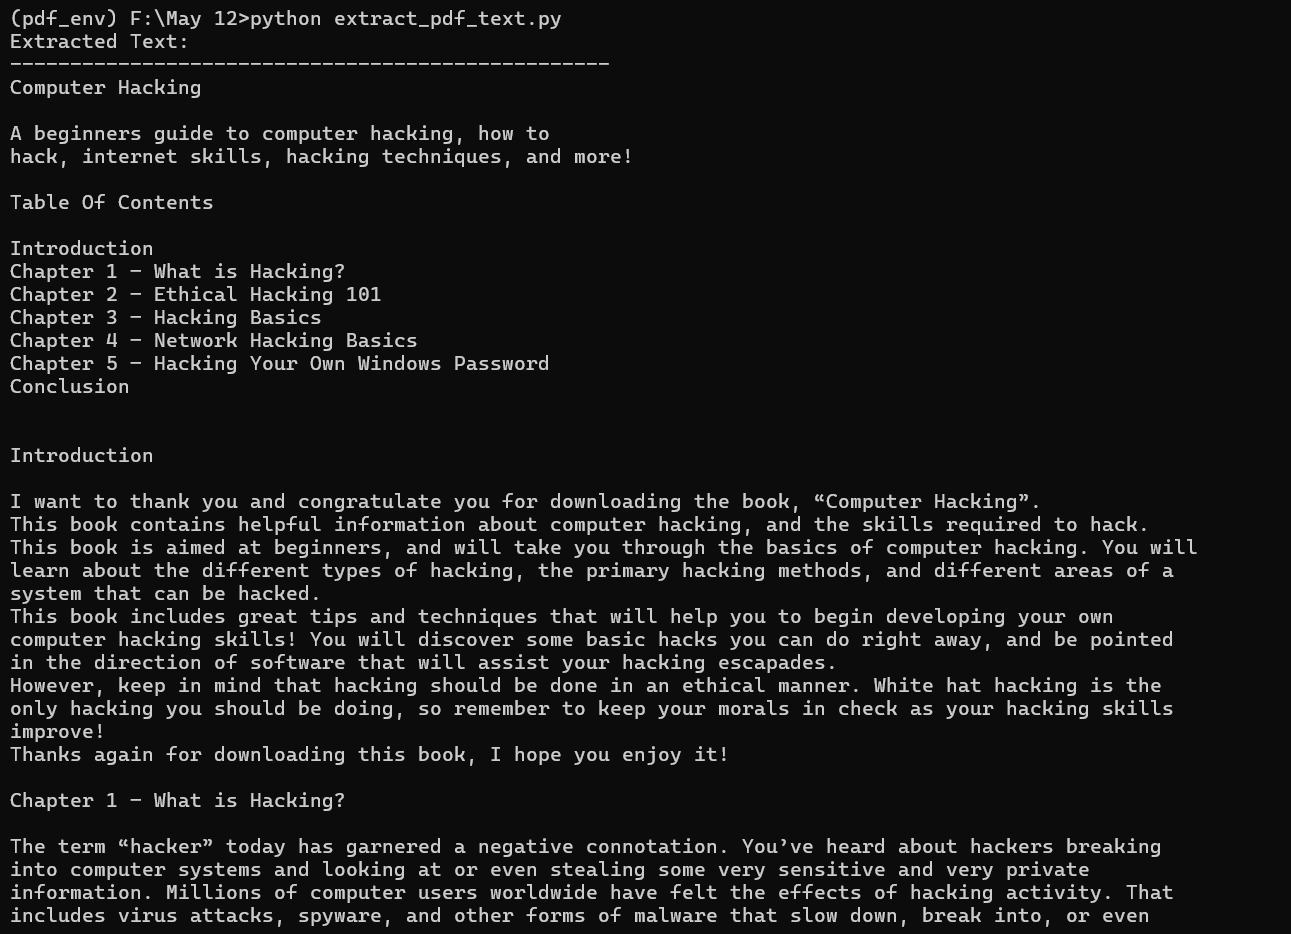 (pdf_env) F:\May 12>python extract_pdf_text.py
Extracted Text:
--------------------------------------------------
Computer Hacking
A beginners guide to computer hacking, how to
hack, internet skills, hacking techniques, and more!
Table Of Contents
Introduction
Chapter 1 – What is Hacking?
Chapter 2 – Ethical Hacking 101
Chapter 3 – Hacking Basics
Chapter 4 – Network Hacking Basics
Chapter 5 – Hacking Your Own Windows Password
Conclusion
Introduction
I want to thank you and congratulate you for downloading the book, “Computer Hacking”.
This book contains helpful information about computer hacking, and the skills required to hack.
This book is aimed at beginners, and will take you through the basics of computer hacking. You will
learn about the different types of hacking, the primary hacking methods, and different areas of a
system that can be hacked.
This book includes great tips and techniques that will help you to begin developing your own
computer hacking skills! You will discover some basic hacks you can do right away, and be pointed
in the direction of software that will assist your hacking escapades.
However, keep in mind that hacking should be done in an ethical manner. White hat hacking is the
only hacking you should be doing, so remember to keep your morals in check as your hacking skills
improve!
Thanks again for downloading this book, I hope you enjoy it!
Chapter 1 – What is Hacking?
The term “hacker” today has garnered a negative connotation. You’ve heard about hackers breaking
into computer systems and looking at or even stealing some very sensitive and very private
information. Millions of computer users worldwide have felt the effects of hacking activity. That
includes virus attacks, spyware, and other forms of malware that slow down, break into, or even